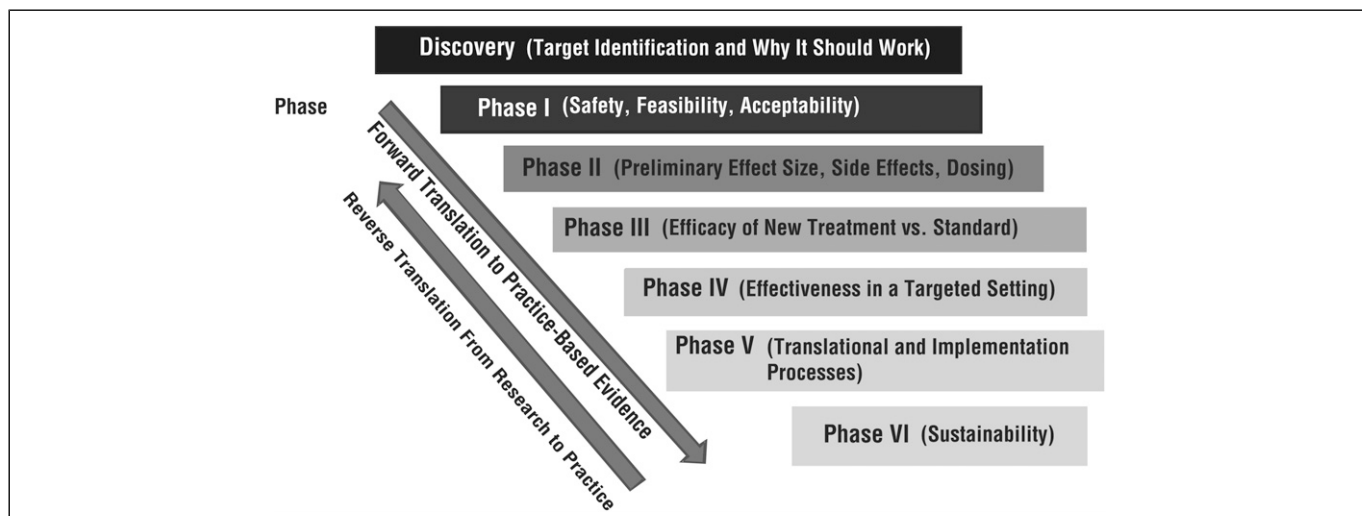 Discovery (Target Identification and Why It Should Work)
Phase
Phase I (Safety, Feasibility, Acceptability)
Forward Translation to Practice-Based Evidence
Reverse Translation From Research to Practice
Phase II (Preliminary Effect Size, Side Effects, Dosing)
Phase III (Efficacy of New Treatment vs. Standard)
Phase IV (Effectiveness in a Targeted Setting)
Phase V (Translational and Implementation
Processes)
Phase VI (Sustainability)